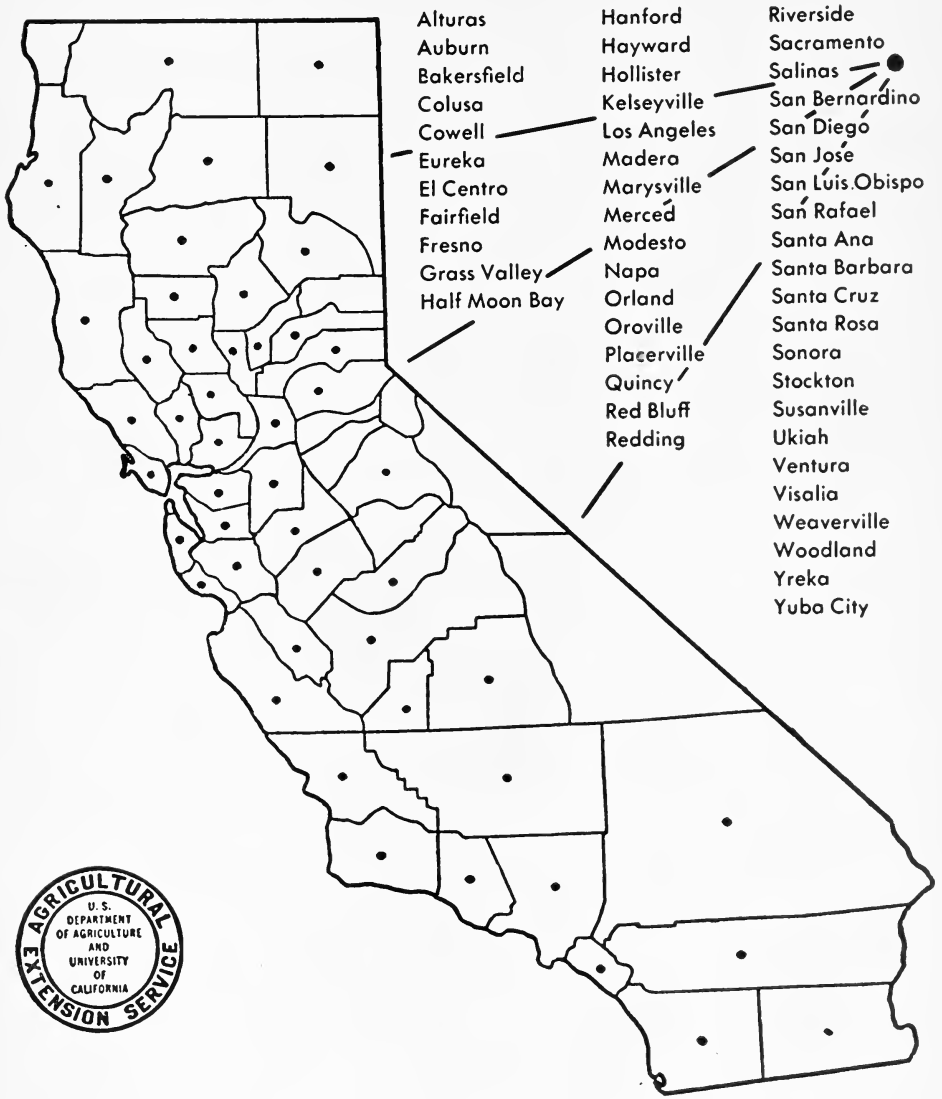 Alturas
Auburn
Bakersfield
Colusa
Cowell
Eureka
El Centro
Fairfield
Fresno
Grass Valley
Half Moon Bay
Hanford
Hayward
Hollister
Kelseyville
Los Angeles
Madera
Marysville
Merced
Modesto
Napa
Orland
Oroville
Placerville
Quincy
Red Bluff
Redding
Riverside
Sacramento
Salinas
San Bernardino
San Diego
San Jose
San Luis Obispo
San Rafael
Santa Ana
Santa Barbara
Santa Cruz
Santa Rosa
Sonora
Stockton
Susanville
Ukiah
Ventura
Visalia
Weaverville
Woodland
Yreka
Yuba City
AGRICULTURAL
EXTENSION SERVICE
U. S.
DEPARTMENT
OF AGRICULTURE
AND
UNIVERSITY
OF
CALIFORNIA